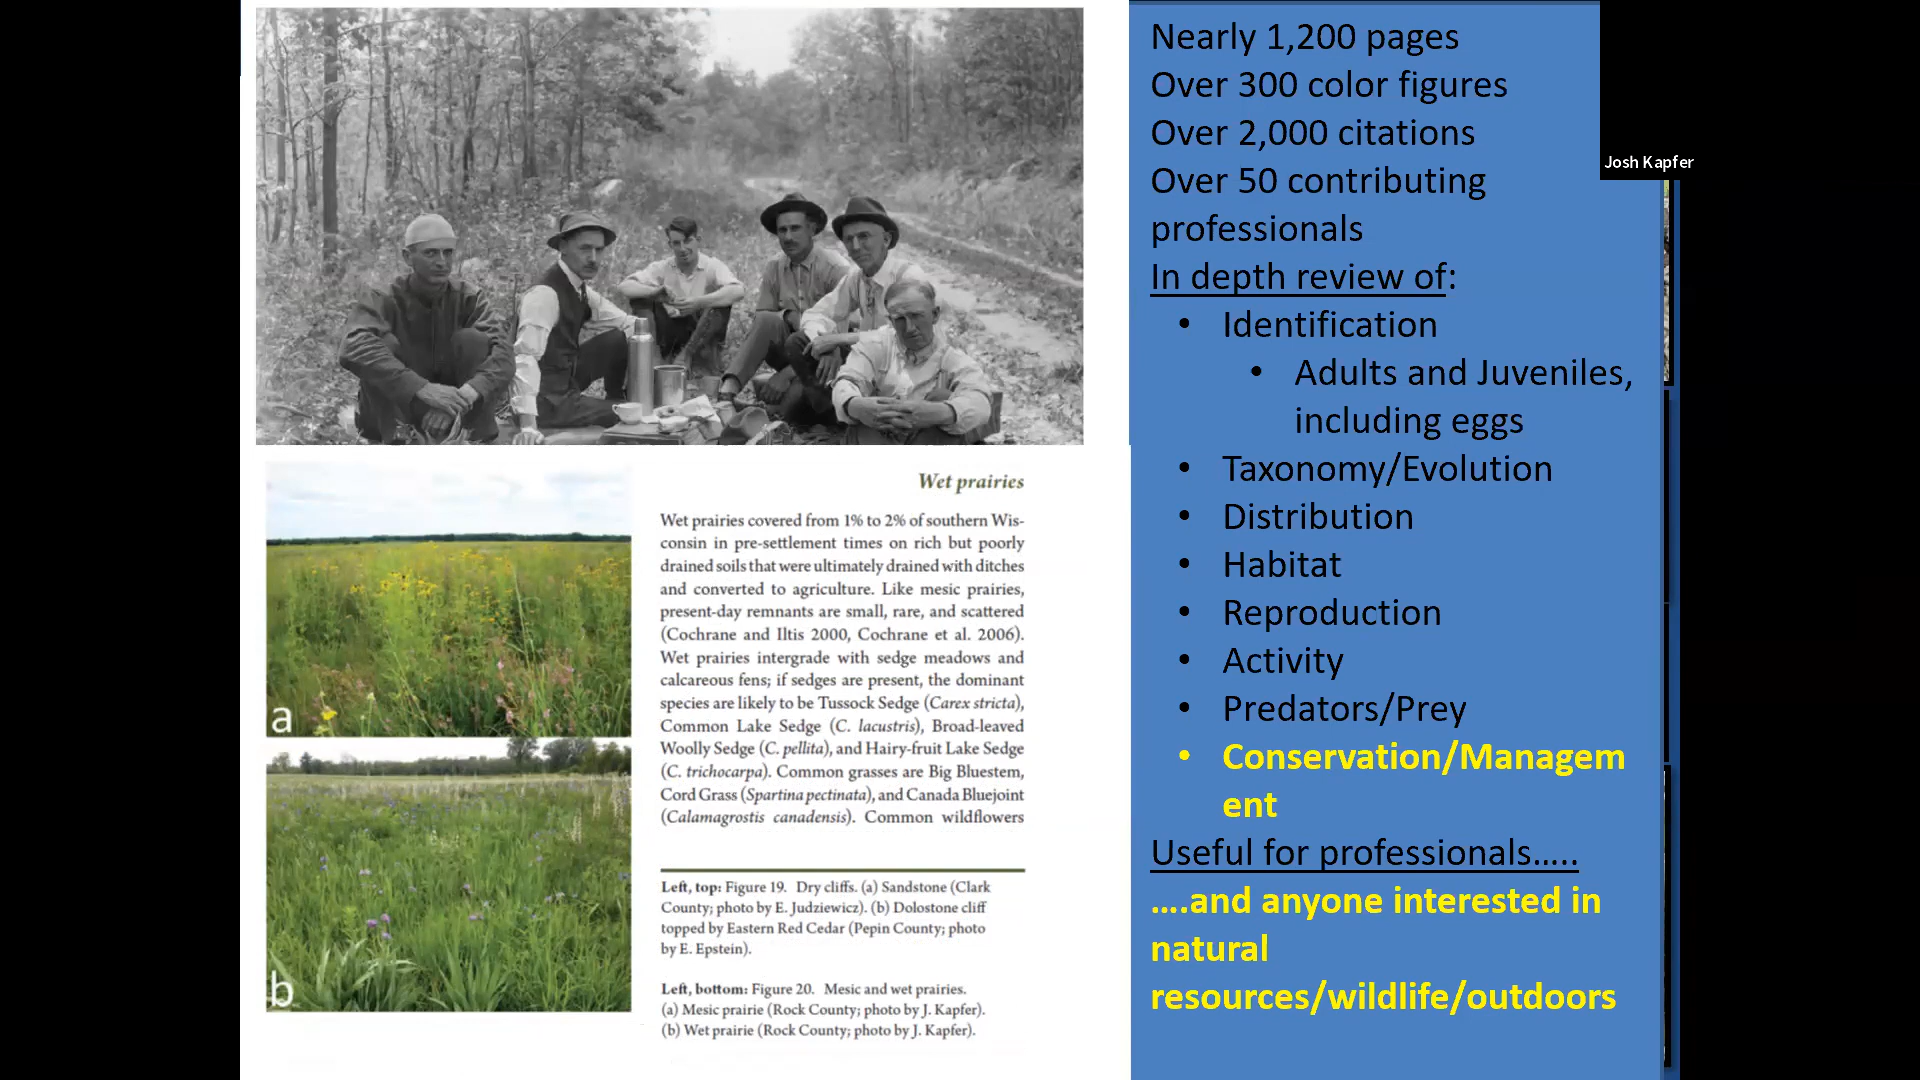 Nearly 1,200 pages
Over 300 color figures
Over 2,000 citations
Over 50 contributing
professionals
In depth review of:
• Identification
• Adults and Juveniles,
including eggs
• Taxonomy/Evolution
• Distribution
• Habitat
• Reproduction
• Activity
• Predators/Prey
• Conservation/Managem
ent
Useful for professionals…..
….and anyone interested in
natural
resources/wildlife/outdoors
Josh Kapfer
a
b
Wet prairies
Wet prairies covered from 1% to 2% of southern Wis-
consin in pre-settlement times on rich but poorly
drained soils that were ultimately drained with ditches
and converted to agriculture. Like mesic prairies,
present-day remnants are small, rare, and scattered
(Cochrane and Iltis 2000, Cochrane et al. 2006).
Wet prairies intergrade with sedge meadows and
calcareous fens; if sedges are present, the dominant
species are likely to be Tussock Sedge (Carex stricta),
Common Lake Sedge (C. lacustris), Broad-leaved
Woolly Sedge (C. pellita), and Hairy-fruit Lake Sedge
(C. trichocarpa). Common grasses are Big Bluestem,
Cord Grass (Spartina pectinata), and Canada Bluejoint
(Calamagrostis canadensis). Common wildflowers
Left, top: Figure 19. Dry cliffs. (a) Sandstone (Clark
County; photo by E. Judziewicz). (b) Dolostone cliff
topped by Eastern Red Cedar (Pepin County; photo
by E. Epstein).
Left, bottom: Figure 20. Mesic and wet prairies.
(a) Mesic prairie (Rock County; photo by J. Kapfer).
(b) Wet prairie (Rock County; photo by J. Kapfer).